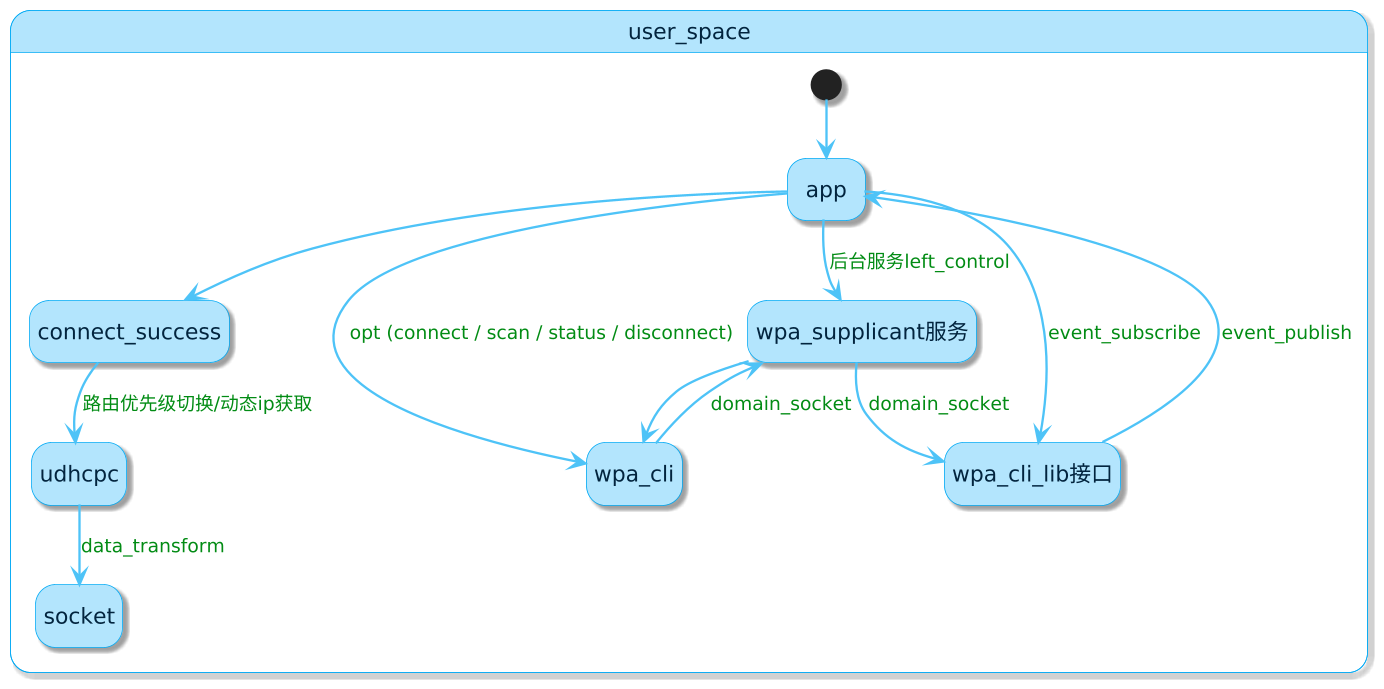 user_space
app
后台服务left_control
connect_success
opt (connect / scan / status / disconnect)
wpa_supplicant服务
event_subscribe
event_publish
路由优先级切换/动态ip获取
domain_socket
domain_socket
udhcpc
wpa_cli
wpa_cli_lib接口
data_transform
socket